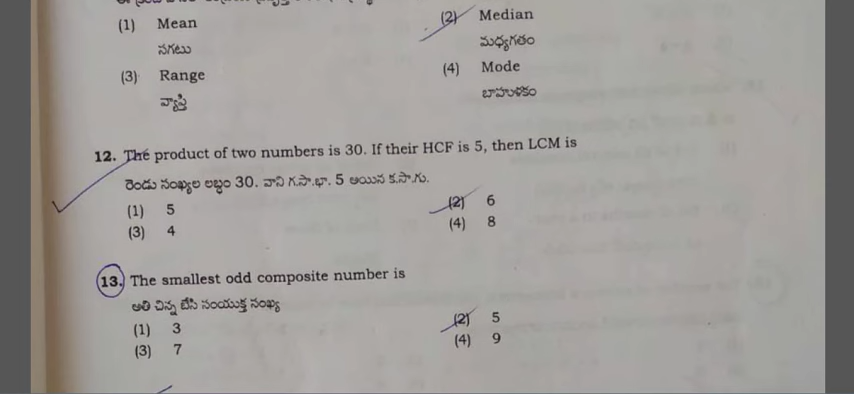 (1) Mean (2) Median
సగటు మధ్యగతం
(3) Range (4) Mode
వ్యాప్తి బాహుళకం
12. The product of two numbers is 30. If their HCF is 5, then LCM is
రెండు సంఖ్యల లబ్ధం 30. వాని గ.సా.భా. 5 అయిన క.సా.గు.
(1) 5 (2) 6
(3) 4 (4) 8
13. The smallest odd composite number is
అతి చిన్న బేసి సంయుక్త సంఖ్య
(1) 3 (2) 5
(3) 7 (4) 9